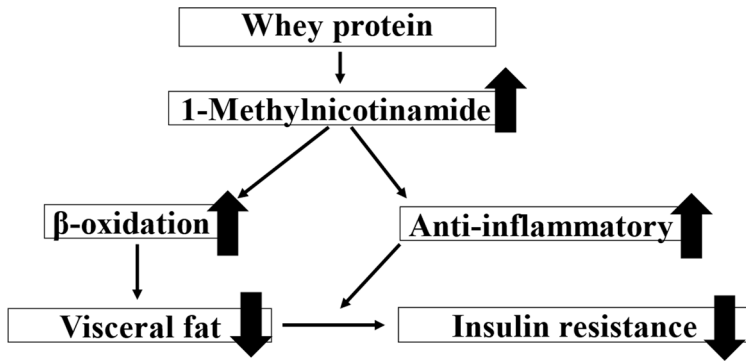 Whey protein
1-Methylnicotinamide
β-oxidation
Anti-inflammatory
Visceral fat
Insulin resistance